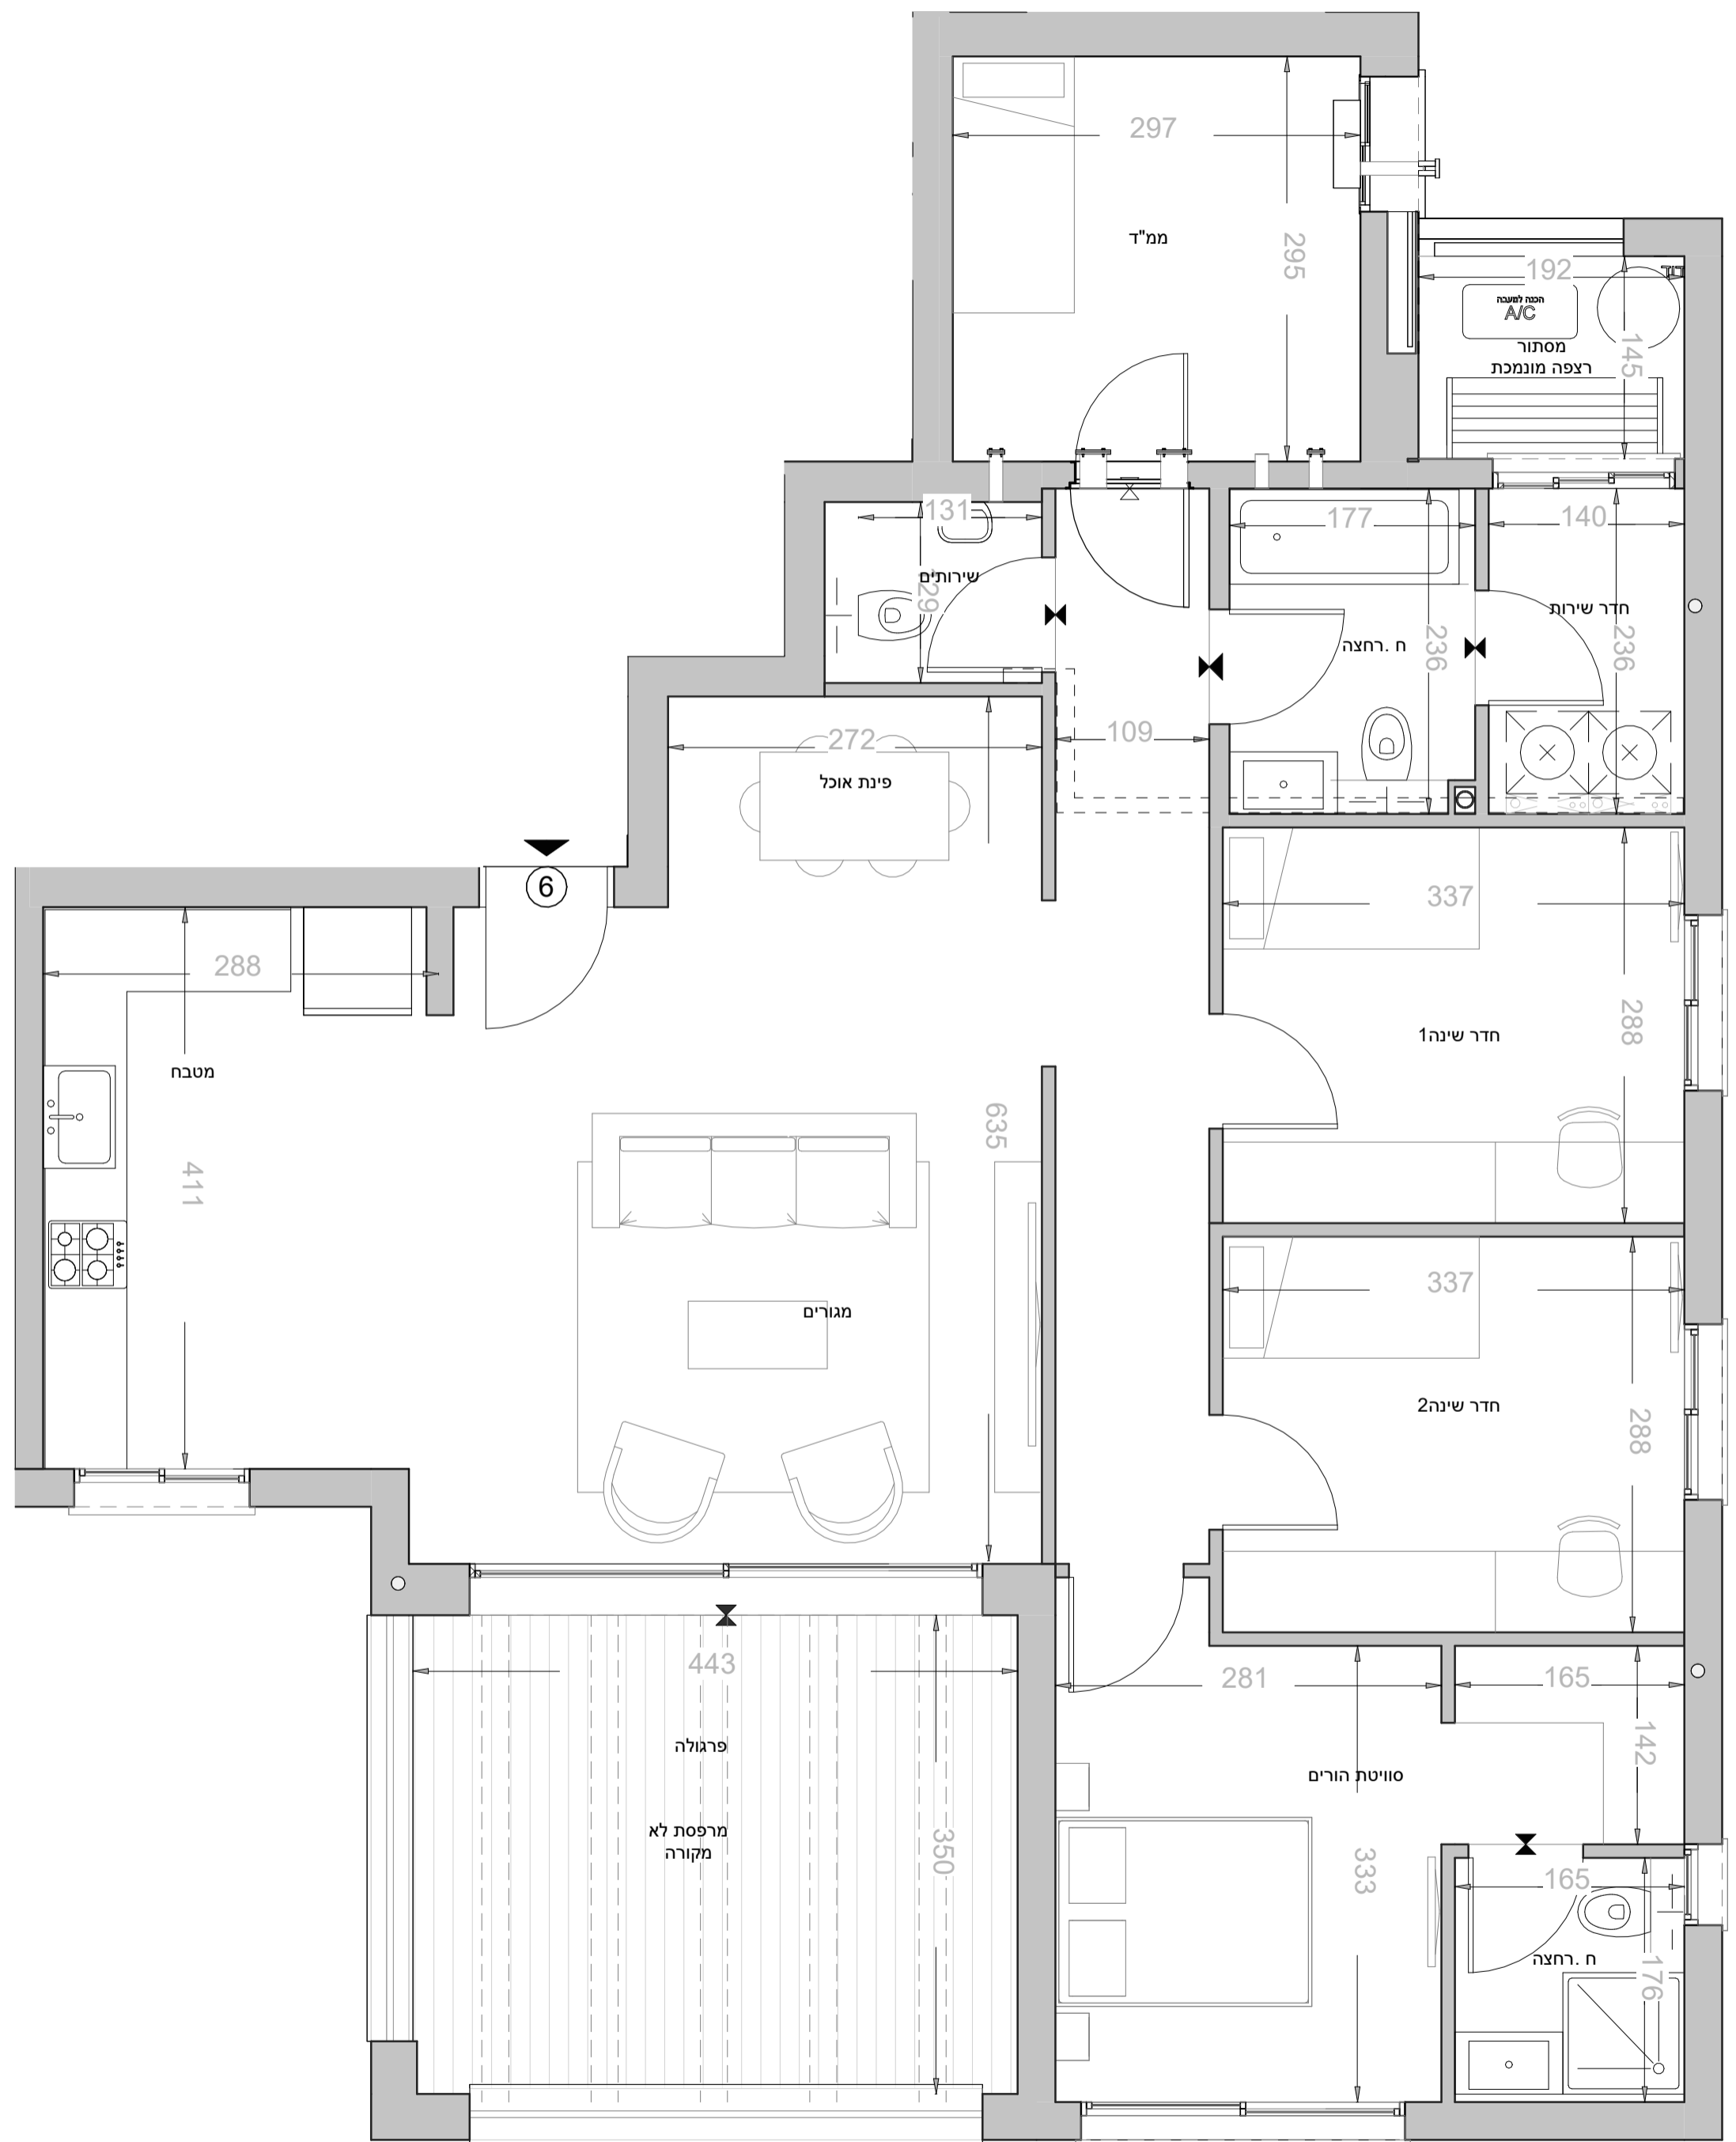 297
295
ממ"ד
192
הכנה למעבה
A/C
145
מסתור
רצפה מונמכת
131
שירותים
177
140
236
ח .רחצה
חדר שירות
236
109
272
פינת אוכל
6
288
מטבח
411
635
מגורים
337
288
חדר שינה1
337
288
חדר שינה2
443
פרגולה
מרפסת לא
מקורה
350
281
סוויטת הורים
333
165
142
165
ח .רחצה
176